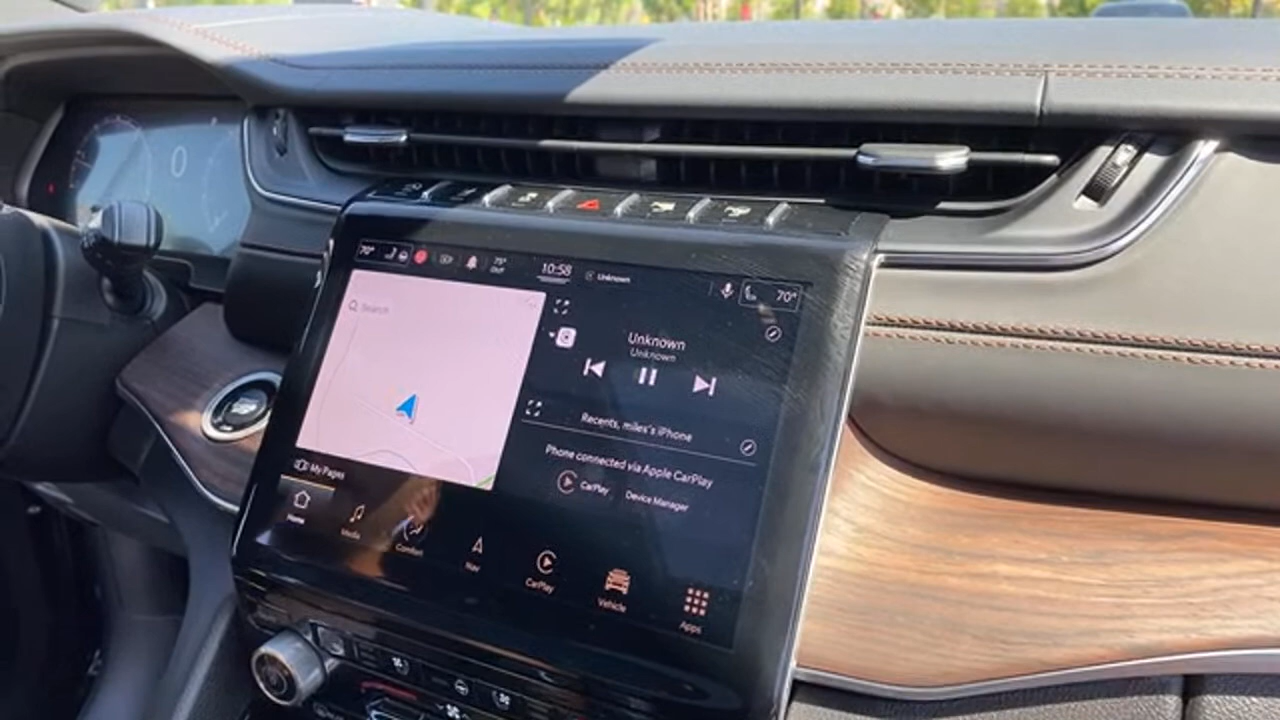 0
70°
75°
OUT
10:58
Unknown
70°
Search
Unknown
Unknown
Recents, miles's iPhone
Phone connected via Apple CarPlay
CarPlay
Device Manager
My Pages
Home
Media
Comfort
Nav
CarPlay
Vehicle
Apps